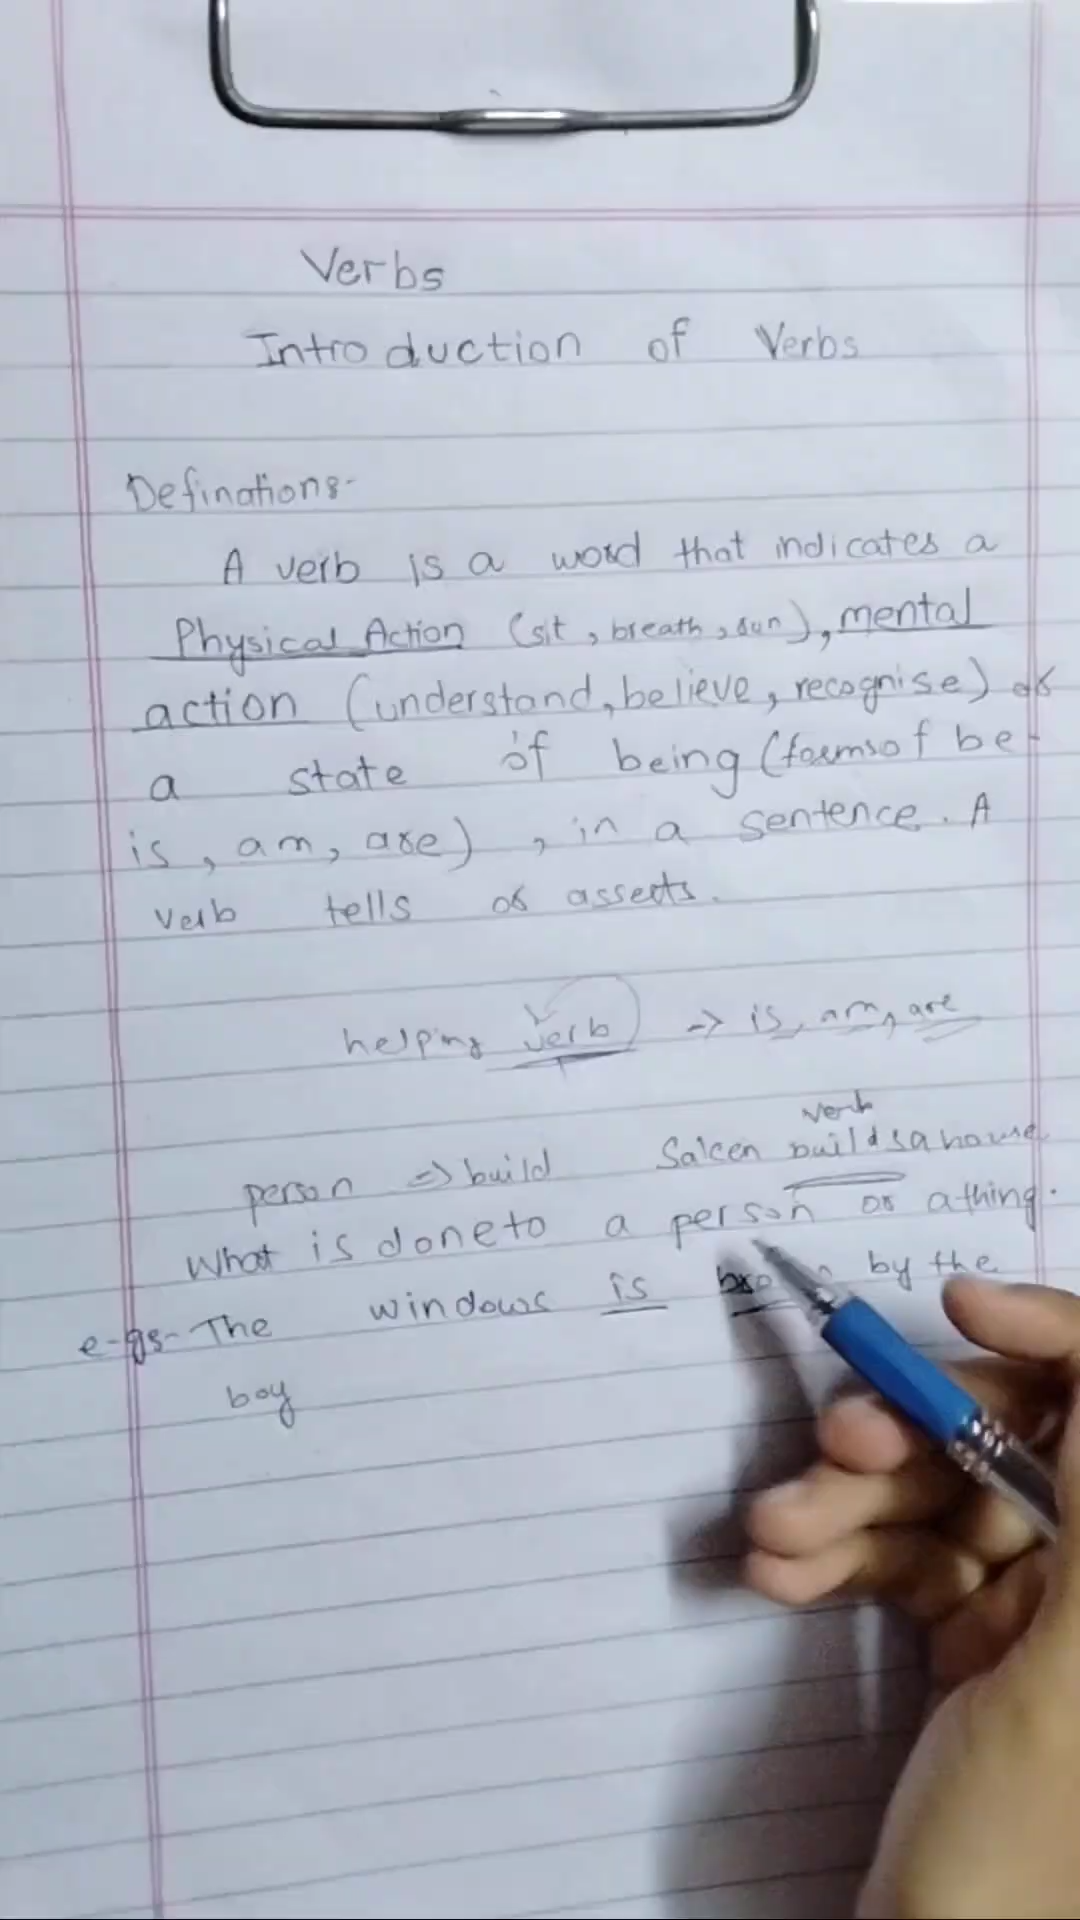 Verbs
Introduction of Verbs
Definations-
A verb is a word that indicates a
Physical Action (sit, breath, run), mental
action (understand, believe, recognise) or
a state of being (forms of be-
is, am, are), in a sentence. A
verb tells or asserts.
helping verb -> is, am, are
verb
person => build Saleen builds a house
What is done to a person or a thing.
e-gs- The windows is by the
boy